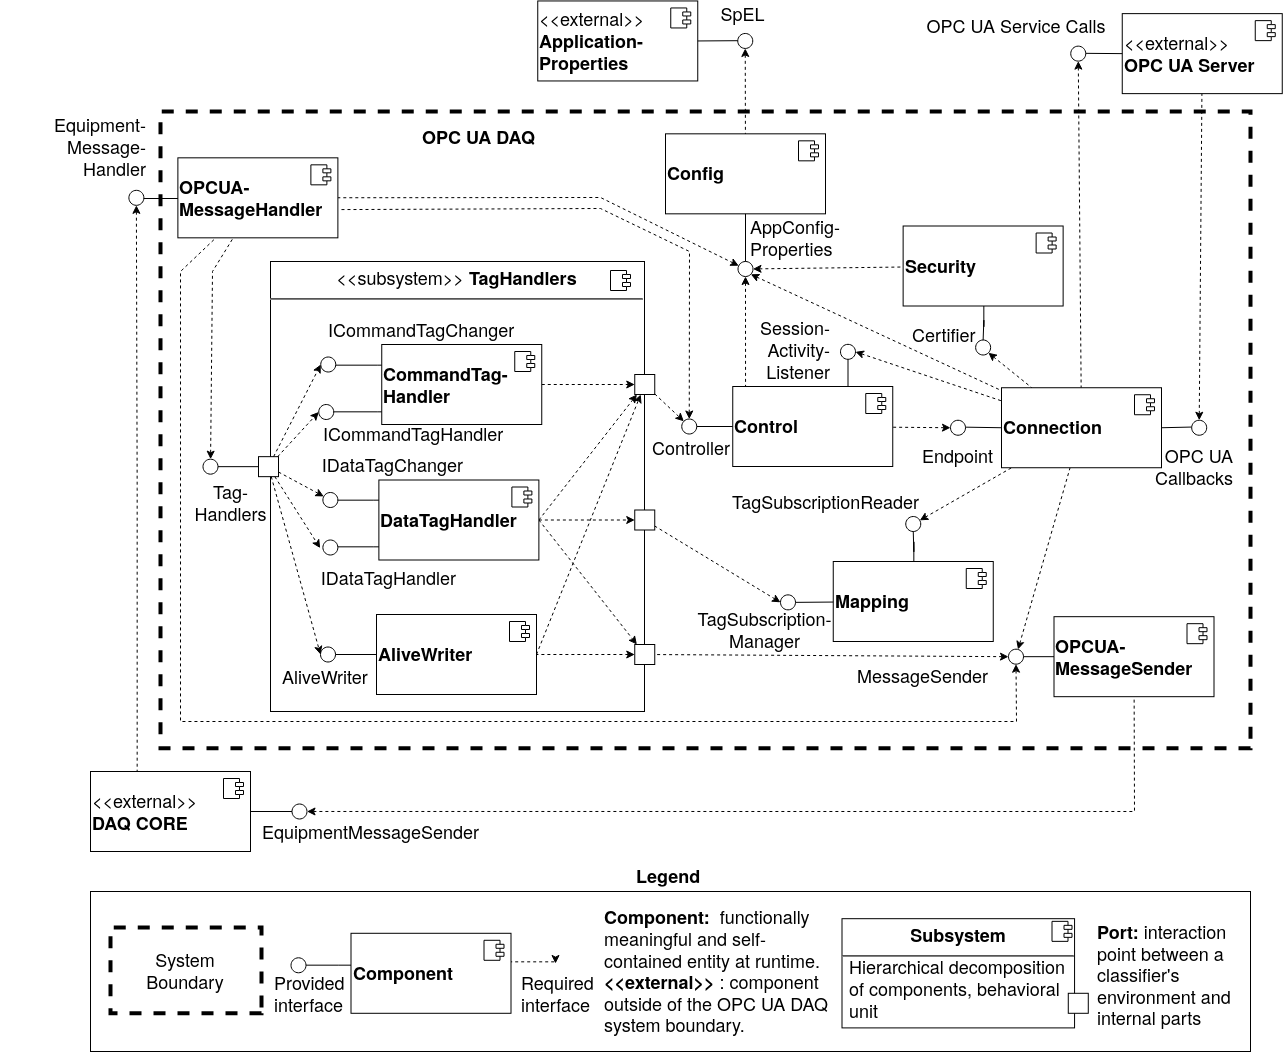 <<external>>
Application-
Properties
SpEL
OPC UA Service Calls
<<external>>
OPC UA Server
Equipment-
Message-
Handler
OPC UA DAQ
OPCUA-
MessageHandler
Config
AppConfig-
Properties
Security
Certifier
<<subsystem>> TagHandlers
ICommandTagChanger
CommandTag-
Handler
ICommandTagHandler
IDataTagChanger
DataTagHandler
IDataTagHandler
AliveWriter
AliveWriter
Tag-
Handlers
Session-
Activity-
Listener
Controller
Control
Endpoint
Connection
OPC UA
Callbacks
TagSubscriptionReader
Mapping
TagSubscription-
Manager
MessageSender
OPCUA-
MessageSender
<<external>>
DAQ CORE
EquipmentMessageSender
Legend
System
Boundary
Provided
interface
Component
Required
interface
Component: functionally
meaningful and self-
contained entity at runtime.
<<external>> : component
outside of the OPC UA DAQ
system boundary.
Subsystem
Hierarchical decomposition
of components, behavioral
unit
Port: interaction
point between a
classifier's
environment and
internal parts